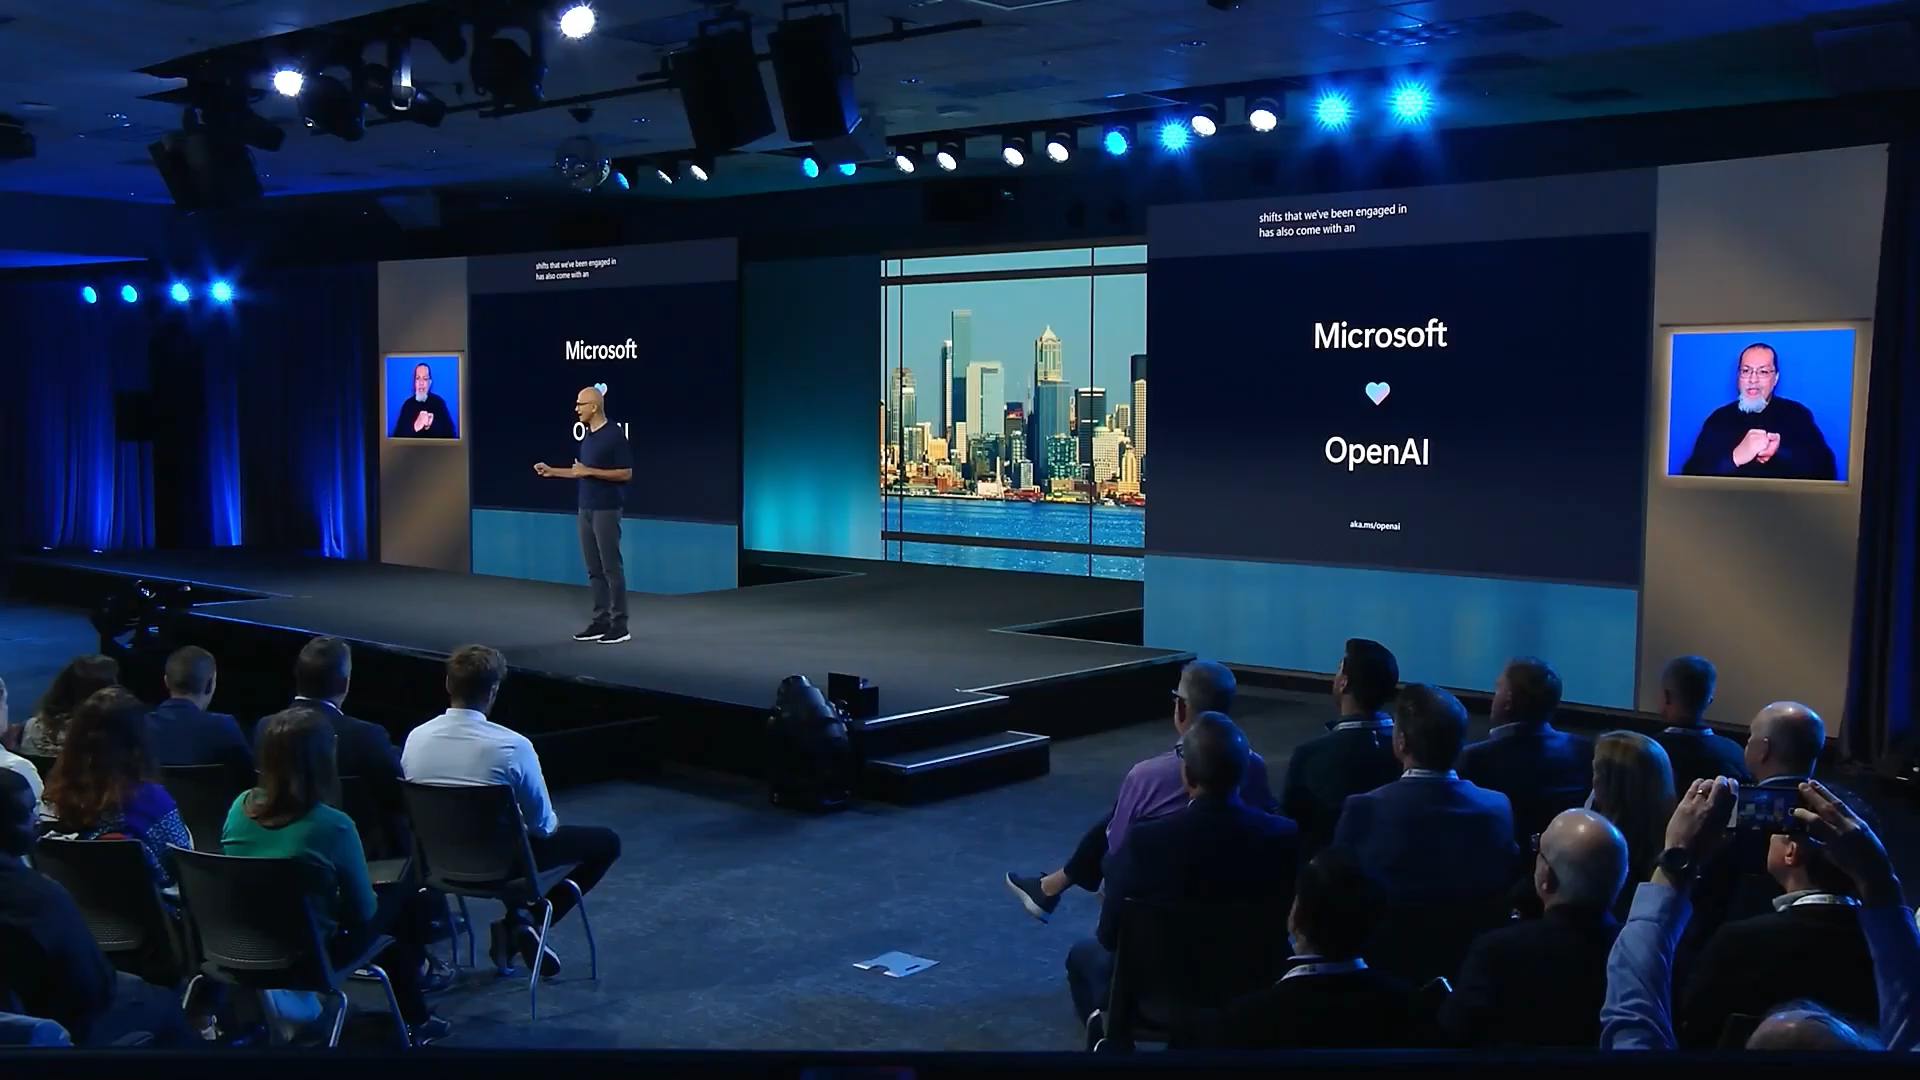 shifts that we've been engaged in
has also come with an
Microsoft
shifts that we've been engaged in
has also come with an
Microsoft
OpenAI
aka.ms/openai